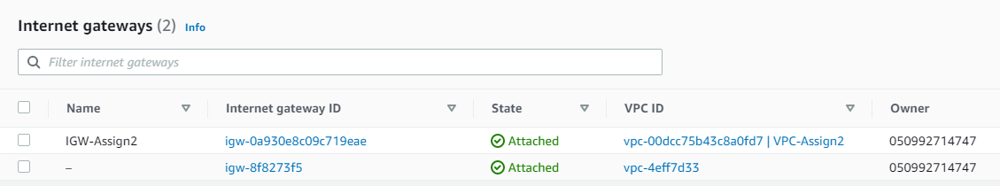 Internet gateways (2) Info
Filter internet gateways
Name Internet gateway ID State VPC ID Owner
IGW-Assign2 igw-0a930e8c09c719eae Attached vpc-00dcc75b43c8a0fd7 | VPC-Assign2 050992714747
– igw-8f8273f5 Attached vpc-4eff7d33 050992714747